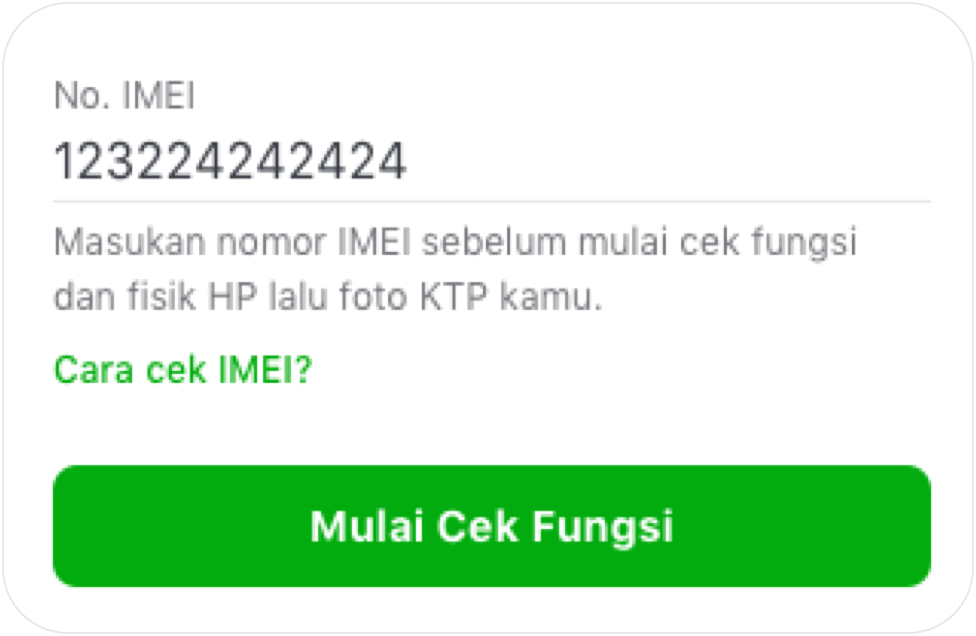 No. IMEI
123224242424
Masukan nomor IMEI sebelum mulai cek fungsi
dan fisik HP lalu foto KTP kamu.
Cara cek IMEI?
Mulai Cek Fungsi